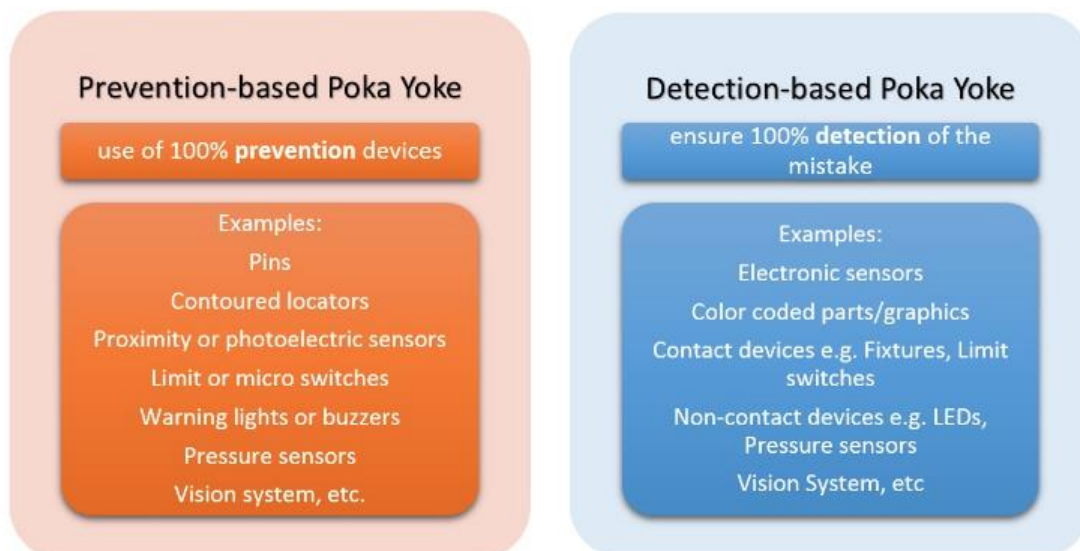 Prevention-based Poka Yoke
use of 100% prevention devices
Examples:
Pins
Contoured locators
Proximity or photoelectric sensors
Limit or micro switches
Warning lights or buzzers
Pressure sensors
Vision system, etc.
Detection-based Poka Yoke
ensure 100% detection of the
mistake
Examples:
Electronic sensors
Color coded parts/graphics
Contact devices e.g. Fixtures, Limit
switches
Non-contact devices e.g. LEDs,
Pressure sensors
Vision System, etc